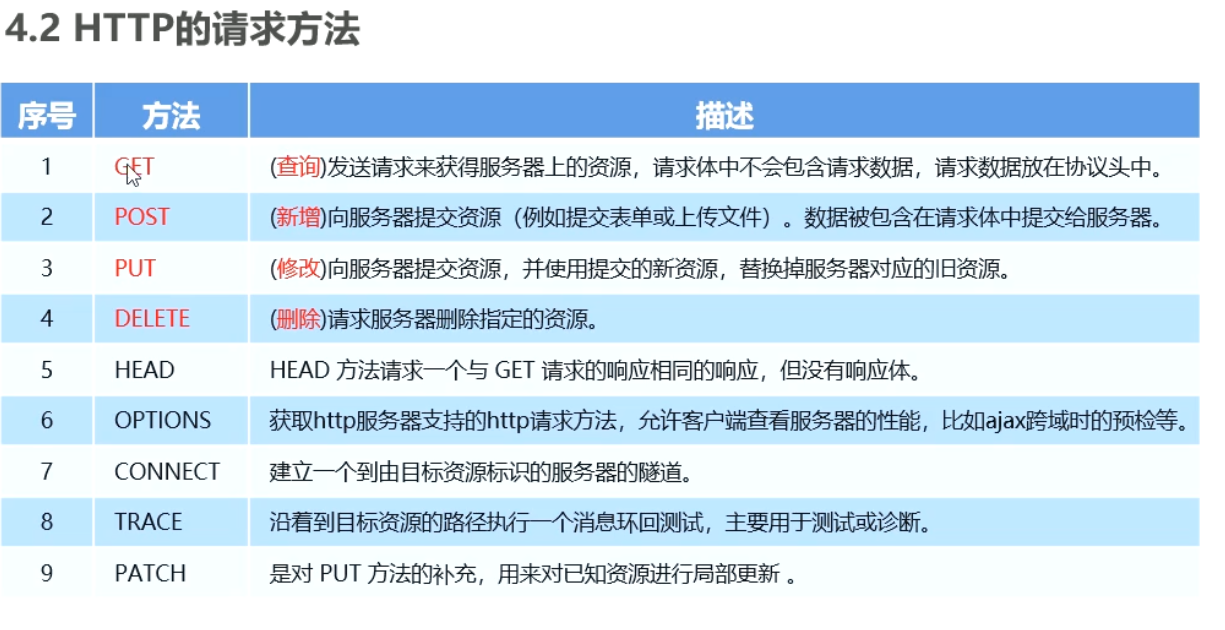 4.2 HTTP的请求方法
序号 方法 描述
1 GET (查询)发送请求来获得服务器上的资源，请求体中不会包含请求数据，请求数据放在协议头中。
2 POST (新增)向服务器提交资源（例如提交表单或上传文件）。数据被包含在请求体中提交给服务器。
3 PUT (修改)向服务器提交资源，并使用提交的新资源，替换掉服务器对应的旧资源。
4 DELETE (删除)请求服务器删除指定的资源。
5 HEAD HEAD 方法请求一个与 GET 请求的响应相同的响应，但没有响应体。
6 OPTIONS 获取http服务器支持的http请求方法，允许客户端查看服务器的性能，比如ajax跨域时的预检等。
7 CONNECT 建立一个到由目标资源标识的服务器的隧道。
8 TRACE 沿着到目标资源的路径执行一个消息环回测试，主要用于测试或诊断。
9 PATCH 是对 PUT 方法的补充，用来对已知资源进行局部更新 。